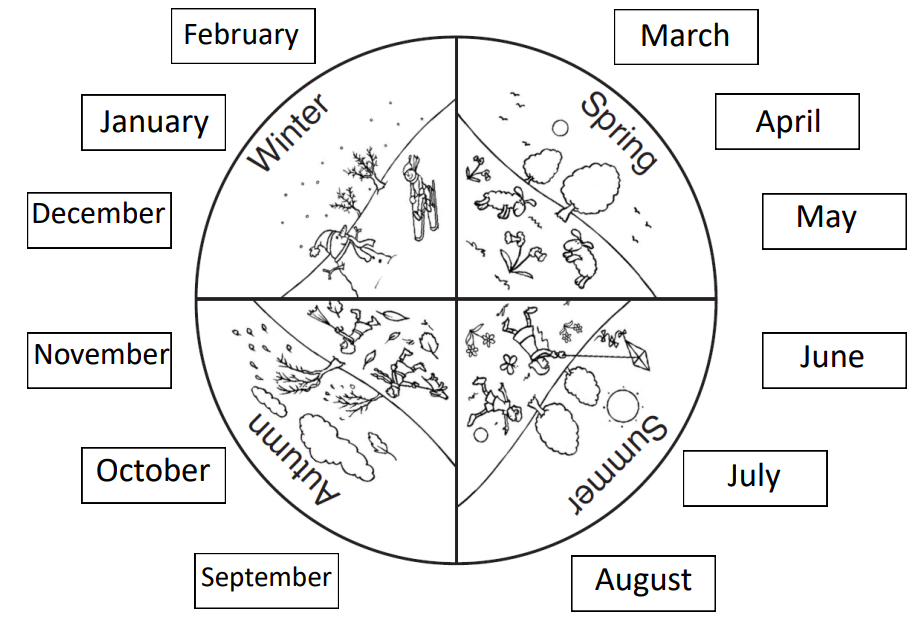 February
March
January
Winter
Spring
April
December
May
November
June
October
Autumn
Summer
July
September
August